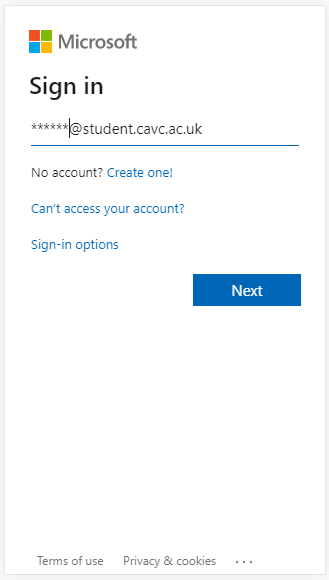 Microsoft
Sign in
******@student.cavc.ac.uk
No account? Create one!
Can't access your account?
Sign-in options
Next
Terms of use Privacy & cookies ...